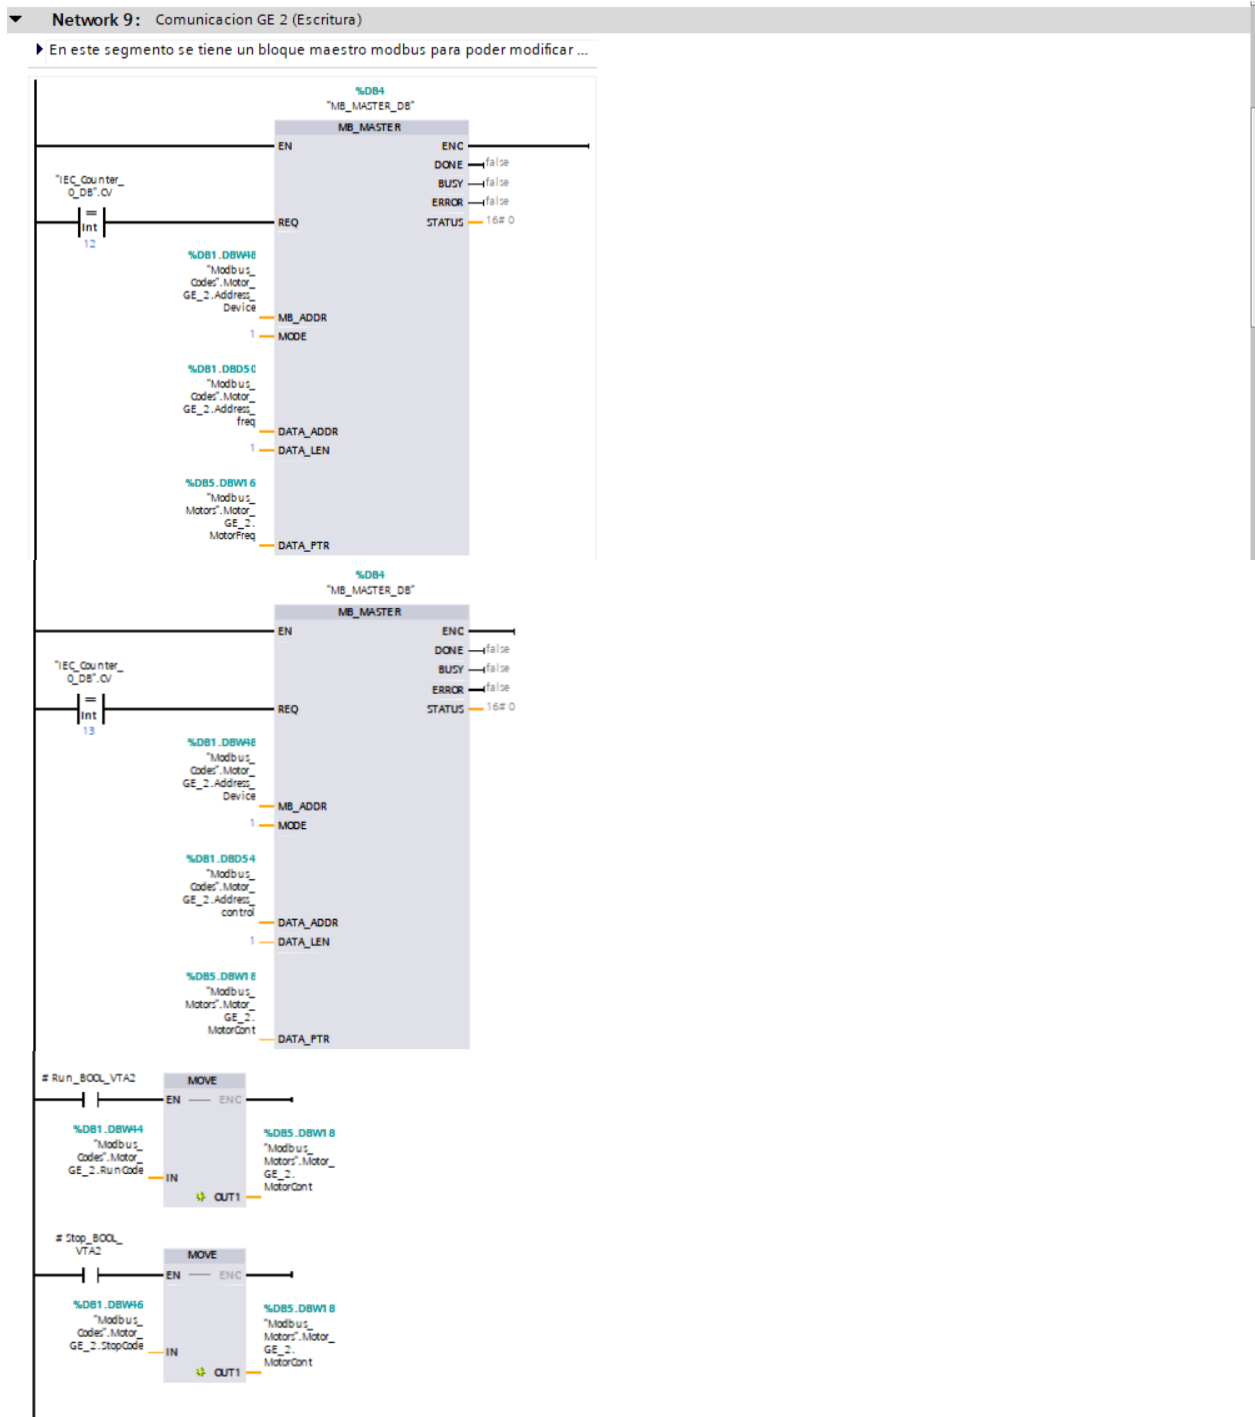 Network 9: Comunicacion GE 2 (Escritura)
En este segmento se tiene un bloque maestro modbus para poder modificar ...
%DB4
"MB_MASTER_DB"
MB_MASTER
EN ENO
DONE false
BUSY false
ERROR false
"IEC_Counter_
0_DB".CV
==
Int
12
REQ STATUS 16#0
%DB1.DBW48
"Modbus_
Codes".Motor_
GE_2.Address_
Device
MB_ADDR
1 MODE
%DB1.DBD50
"Modbus_
Codes".Motor_
GE_2.Address_
freq
DATA_ADDR
1 DATA_LEN
%DB5.DBW16
"Modbus_
Motors".Motor_
GE_2.
MotorFreq
DATA_PTR
%DB4
"MB_MASTER_DB"
MB_MASTER
EN ENO
DONE false
BUSY false
ERROR false
"IEC_Counter_
0_DB".CV
==
Int
13
REQ STATUS 16#0
%DB1.DBW48
"Modbus_
Codes".Motor_
GE_2.Address_
Device
MB_ADDR
1 MODE
%DB1.DBD54
"Modbus_
Codes".Motor_
GE_2.Address_
control
DATA_ADDR
1 DATA_LEN
%DB5.DBW18
"Modbus_
Motors".Motor_
GE_2.
MotorCont
DATA_PTR
#Run_BOOL_VTA2
MOVE
EN ENO
%DB1.DBW44
"Modbus_
Codes".Motor_
GE_2.RunCode
IN
OUT1
%DB5.DBW18
"Modbus_
Motors".Motor_
GE_2.
MotorCont
#Stop_BOOL_
VTA2
MOVE
EN ENO
%DB1.DBW46
"Modbus_
Codes".Motor_
GE_2.StopCode
IN
OUT1
%DB5.DBW18
"Modbus_
Motors".Motor_
GE_2.
MotorCont